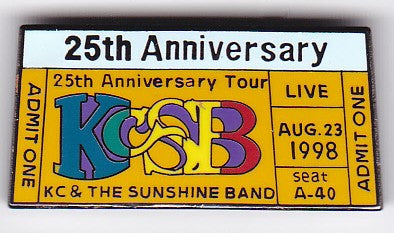 25th Anniversary
ADMIT ONE
25th Anniversary Tour
KCSB
KC & THE SUNSHINE BAND
LIVE
AUG.23
1998
seat
A-40
ADMIT ONE